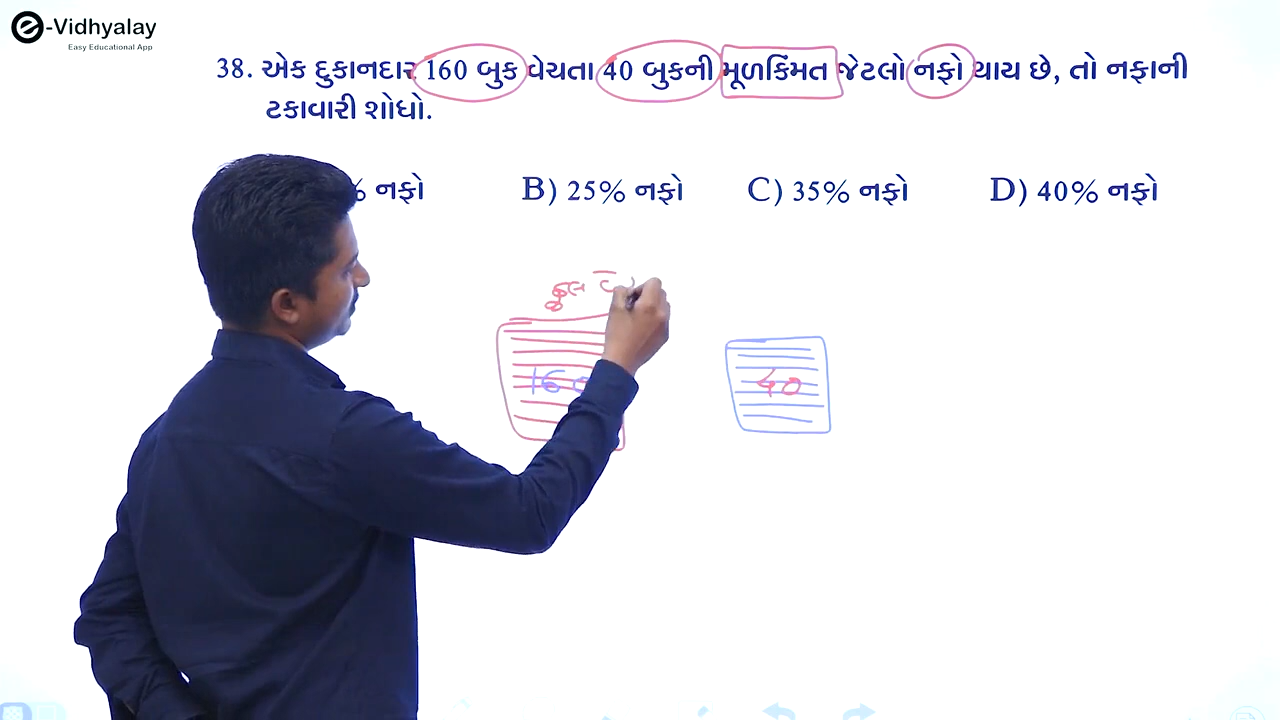 e-Vidhyalay
Easy Educational App
38. એક દુકાનદાર 160 બુક વેચતા 40 બુકની મૂળકિંમત જેટલો નફો થાય છે, તો નફાની
ટકાવારી શોધો.
% નફો B) 25% નફો C) 35% નફો D) 40% નફો
કુલ
160 40